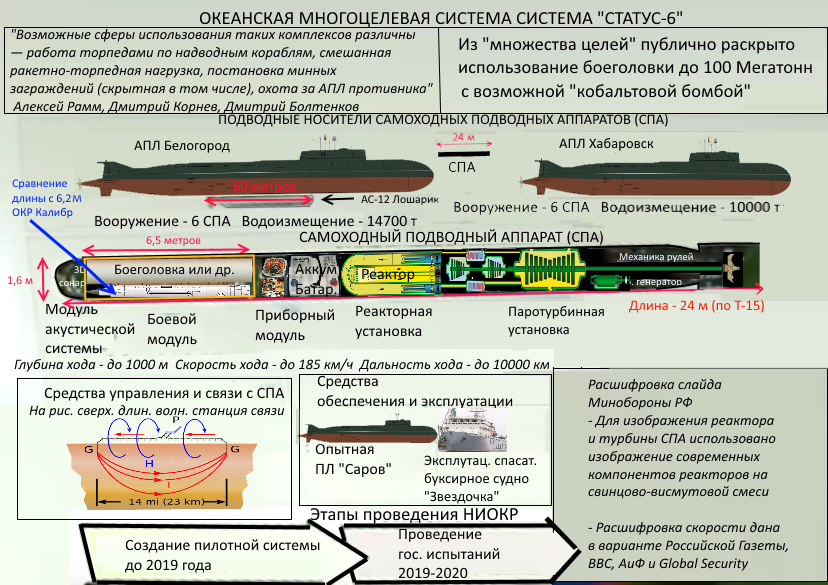 ОКЕАНСКАЯ МНОГОЦЕЛЕВАЯ СИСТЕМА СИСТЕМА "СТАТУС-6"
"Возможные сферы использования таких комплексов различны
— работа торпедами по надводным кораблям, смешанная
ракетно-торпедная нагрузка, постановка минных
заграждений (скрытная в том числе), охота за АПЛ противника"
Алексей Рамм, Дмитрий Корнев, Дмитрий Болтенков
Из "множества целей" публично раскрыто
использование боеголовки до 100 Мегатонн
с возможной "кобальтовой бомбой"
ПОДВОДНЫЕ НОСИТЕЛИ САМОХОДНЫХ ПОДВОДНЫХ АППАРАТОВ (СПА)
АПЛ Белогород
24 м
СПА
АПЛ Хабаровск
60 метров
АС-12 Лошарик
Сравнение
длины с 6,2М
ОКР Калибр
Вооружение - 6 СПА Водоизмещение - 14700 т
Вооружение - 6 СПА Водоизмещение - 10000 т
6,5 метров
САМОХОДНЫЙ ПОДВОДНЫЙ АППАРАТ (СПА)
1,6 м
3D
сонар
Боеголовка или др.
Аккум.
Батар.
Реактор
Механика рулей
генератор
Длина - 24 м (по Т-15)
Модуль
акустической
системы
Боевой
модуль
Приборный
модуль
Реакторная
установка
Паротурбинная
установка
Глубина хода - до 1000 м Скорость хода - до 185 км/ч Дальность хода - до 10000 км
Средства управления и связи с СПА
На рис. сверх. длин. волн. станция связи
P
G
G
H
I
14 mi (23 km)
Средства
обеспечения и эксплуатации
Опытная
ПЛ "Саров"
Эксплутац. спасат.
буксирное судно
"Звездочка"
Расшифровка слайда
Минобороны РФ
- Для изображения реактора
и турбины СПА использовано
изображение современных
компонентов реакторов на
свинцово-висмутовой смеси
- Расшифровка скорости дана
в варианте Российской Газеты,
BBC, АиФ и Global Security
Этапы проведения НИОКР
Создание пилотной системы
до 2019 года
Проведение
гос. испытаний
2019-2020